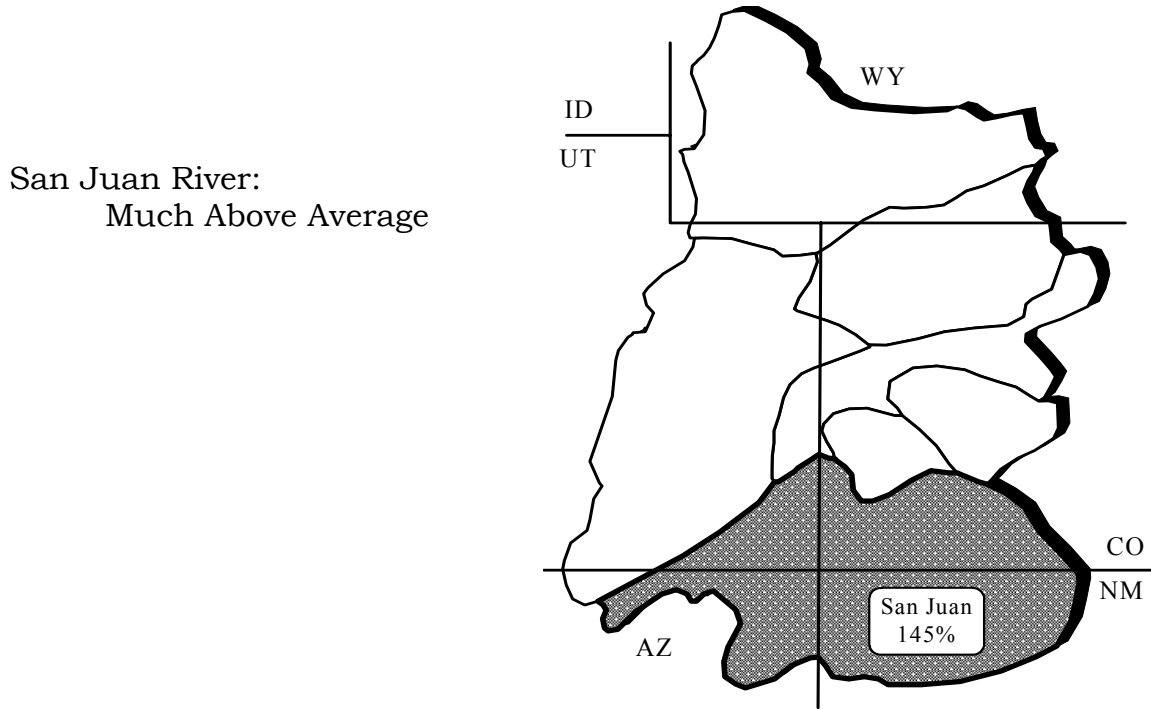 San Juan River:
Much Above Average
WY
ID
UT
CO
NM
San Juan
145%
AZ